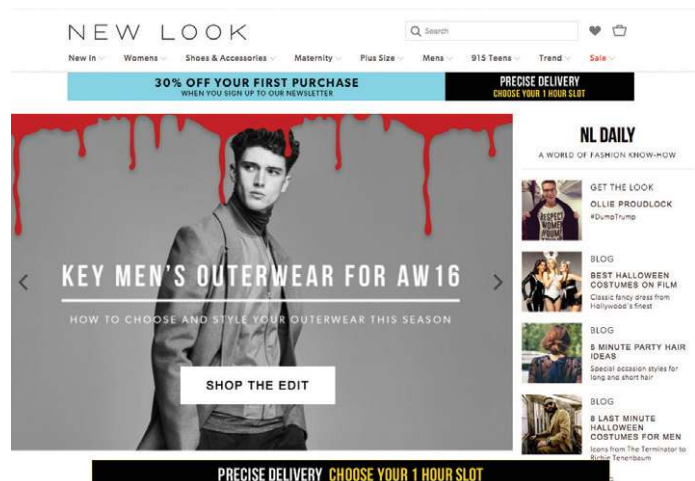 NEW LOOK
Search
New In Womens Shoes & Accessories Maternity Plus Size Mens 915 Teens Trend Sale
30% OFF YOUR FIRST PURCHASE
WHEN YOU SIGN UP TO OUR NEWSLETTER
PRECISE DELIVERY
CHOOSE YOUR 1 HOUR SLOT
KEY MEN'S OUTERWEAR FOR AW16
HOW TO CHOOSE AND STYLE YOUR OUTERWEAR THIS SEASON
SHOP THE EDIT
NL DAILY
A WORLD OF FASHION KNOW-HOW
GET THE LOOK
OLLIE PROUDLOCK
#DumpTrump
RESPECT
WOMEN
#DUMP
BLOG
BEST HALLOWEEN
COSTUMES ON FILM
Classic fancy dress from
Hollywood's finest
BLOG
5 MINUTE PARTY HAIR
IDEAS
Special occasion styles for
long and short hair
BLOG
8 LAST MINUTE
HALLOWEEN
COSTUMES FOR MEN
Icons from The Terminator to
Richie Tenenbaum
PRECISE DELIVERY CHOOSE YOUR 1 HOUR SLOT